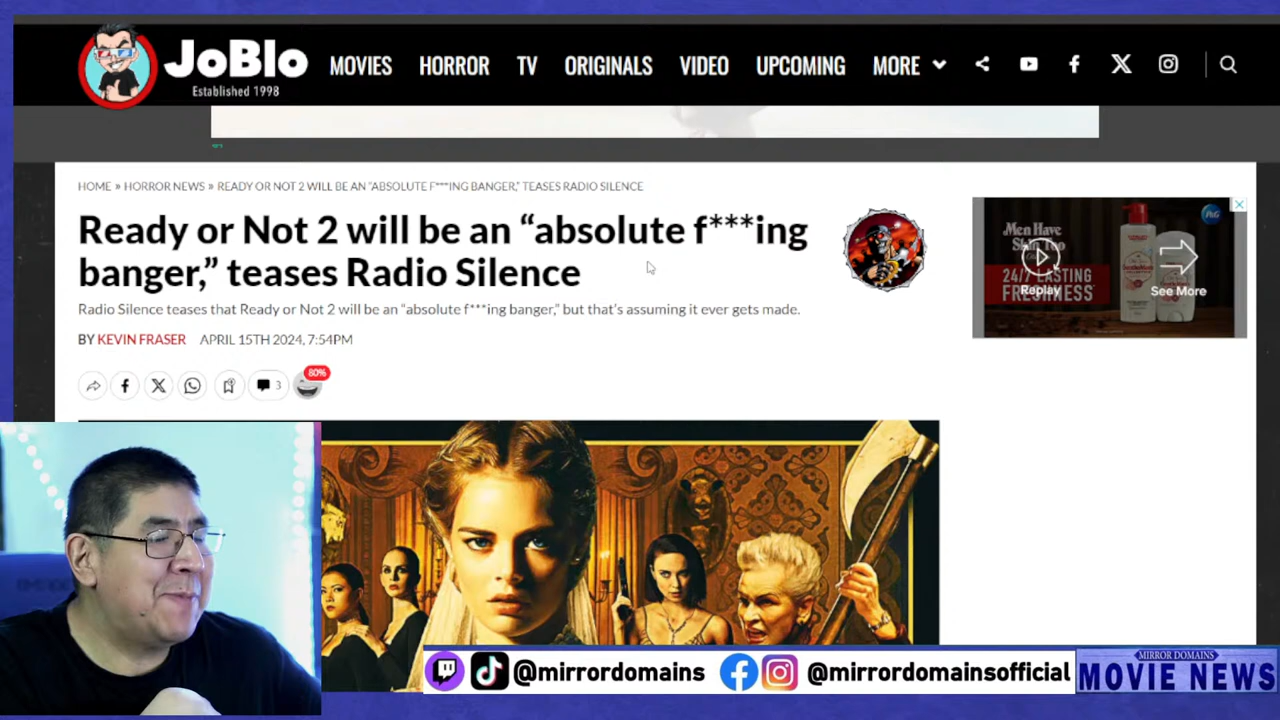 JoBlo
Established 1998
MOVIES HORROR TV ORIGINALS VIDEO UPCOMING MORE
HOME » HORROR NEWS » READY OR NOT 2 WILL BE AN “ABSOLUTE F***ING BANGER,” TEASES RADIO SILENCE
Ready or Not 2 will be an “absolute f***ing
banger,” teases Radio Silence
Radio Silence teases that Ready or Not 2 will be an “absolute f***ing banger,” but that’s assuming it ever gets made.
BY KEVIN FRASER APRIL 15TH 2024, 7:54PM
3
80%
P&G
Men Have
Skin Too
24/7 LASTING
FRESHNESS
Replay
See More
@mirrordomains
@mirrordomainsofficial
MIRROR DOMAINS
MOVIE NEWS